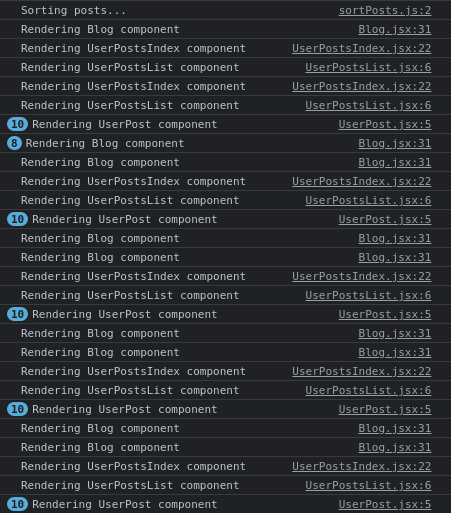 Sorting posts... sortPosts.js:2
Rendering Blog component Blog.jsx:31
Rendering UserPostsIndex component UserPostsIndex.jsx:22
Rendering UserPostsList component UserPostsList.jsx:6
Rendering UserPostsIndex component UserPostsIndex.jsx:22
Rendering UserPostsList component UserPostsList.jsx:6
10 Rendering UserPost component UserPost.jsx:5
8 Rendering Blog component Blog.jsx:31
Rendering Blog component Blog.jsx:31
Rendering UserPostsIndex component UserPostsIndex.jsx:22
Rendering UserPostsList component UserPostsList.jsx:6
10 Rendering UserPost component UserPost.jsx:5
Rendering Blog component Blog.jsx:31
Rendering Blog component Blog.jsx:31
Rendering UserPostsIndex component UserPostsIndex.jsx:22
Rendering UserPostsList component UserPostsList.jsx:6
10 Rendering UserPost component UserPost.jsx:5
Rendering Blog component Blog.jsx:31
Rendering Blog component Blog.jsx:31
Rendering UserPostsIndex component UserPostsIndex.jsx:22
Rendering UserPostsList component UserPostsList.jsx:6
10 Rendering UserPost component UserPost.jsx:5
Rendering Blog component Blog.jsx:31
Rendering Blog component Blog.jsx:31
Rendering UserPostsIndex component UserPostsIndex.jsx:22
Rendering UserPostsList component UserPostsList.jsx:6
10 Rendering UserPost component UserPost.jsx:5